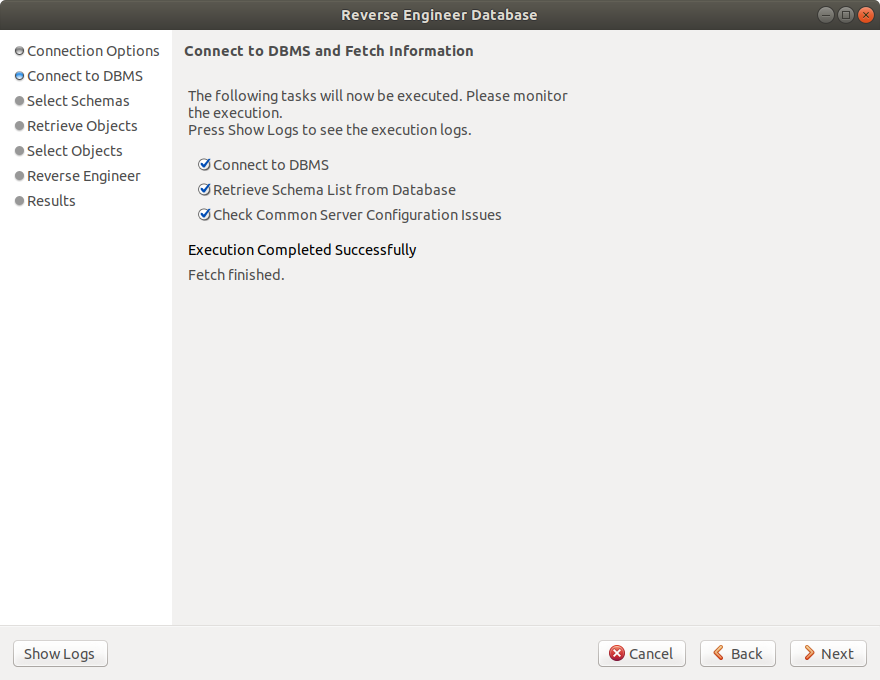 Reverse Engineer Database
Connection Options
Connect to DBMS
Select Schemas
Retrieve Objects
Select Objects
Reverse Engineer
Results
Connect to DBMS and Fetch Information
The following tasks will now be executed. Please monitor
the execution.
Press Show Logs to see the execution logs.
Connect to DBMS
Retrieve Schema List from Database
Check Common Server Configuration Issues
Execution Completed Successfully
Fetch finished.
Show Logs
Cancel
Back
Next